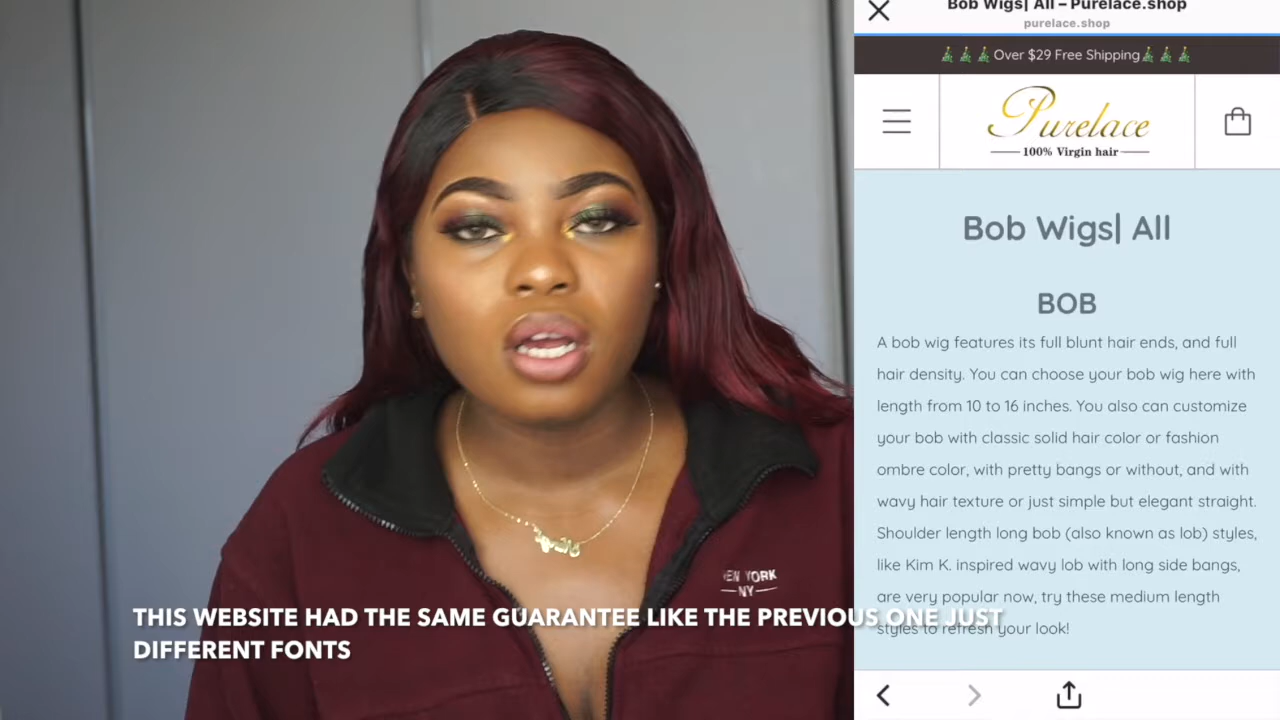 Bob Wigs| All – Purelace.shop
purelace.shop
Over $29 Free Shipping
Purelace
100% Virgin hair
Bob Wigs| All
BOB
A bob wig features its full blunt hair ends, and full
hair density. You can choose your bob wig here with
length from 10 to 16 inches. You also can customize
your bob with classic solid hair color or fashion
ombre color, with pretty bangs or without, and with
wavy hair texture or just simple but elegant straight.
Shoulder length long bob (also known as lob) styles,
like Kim K. inspired wavy lob with long side bangs,
are very popular now, try these medium length
styles to refresh your look!
NEW YORK
NY
THIS WEBSITE HAD THE SAME GUARANTEE LIKE THE PREVIOUS ONE JUST
DIFFERENT FONTS